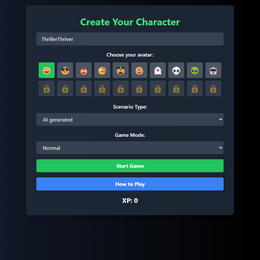 Create Your Character
ThrillerThriver
Choose your avatar:
Scenario Type:
AI generated
Game Mode:
Normal
Start Game
How to Play
XP: 0